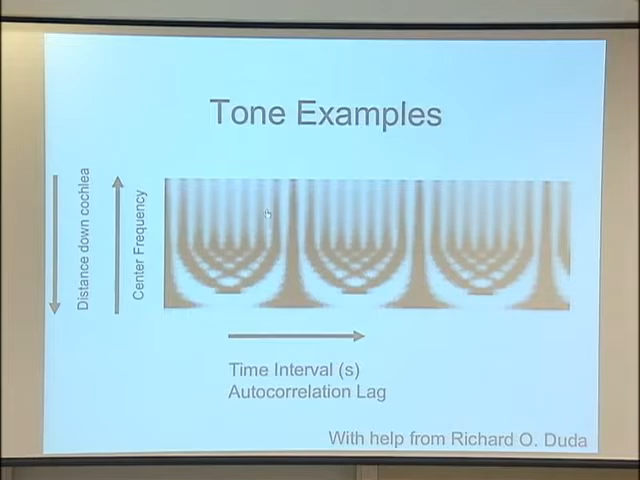 Tone Examples
Distance down cochlea
Center Frequency
Time Interval (s)
Autocorrelation Lag
With help from Richard O. Duda